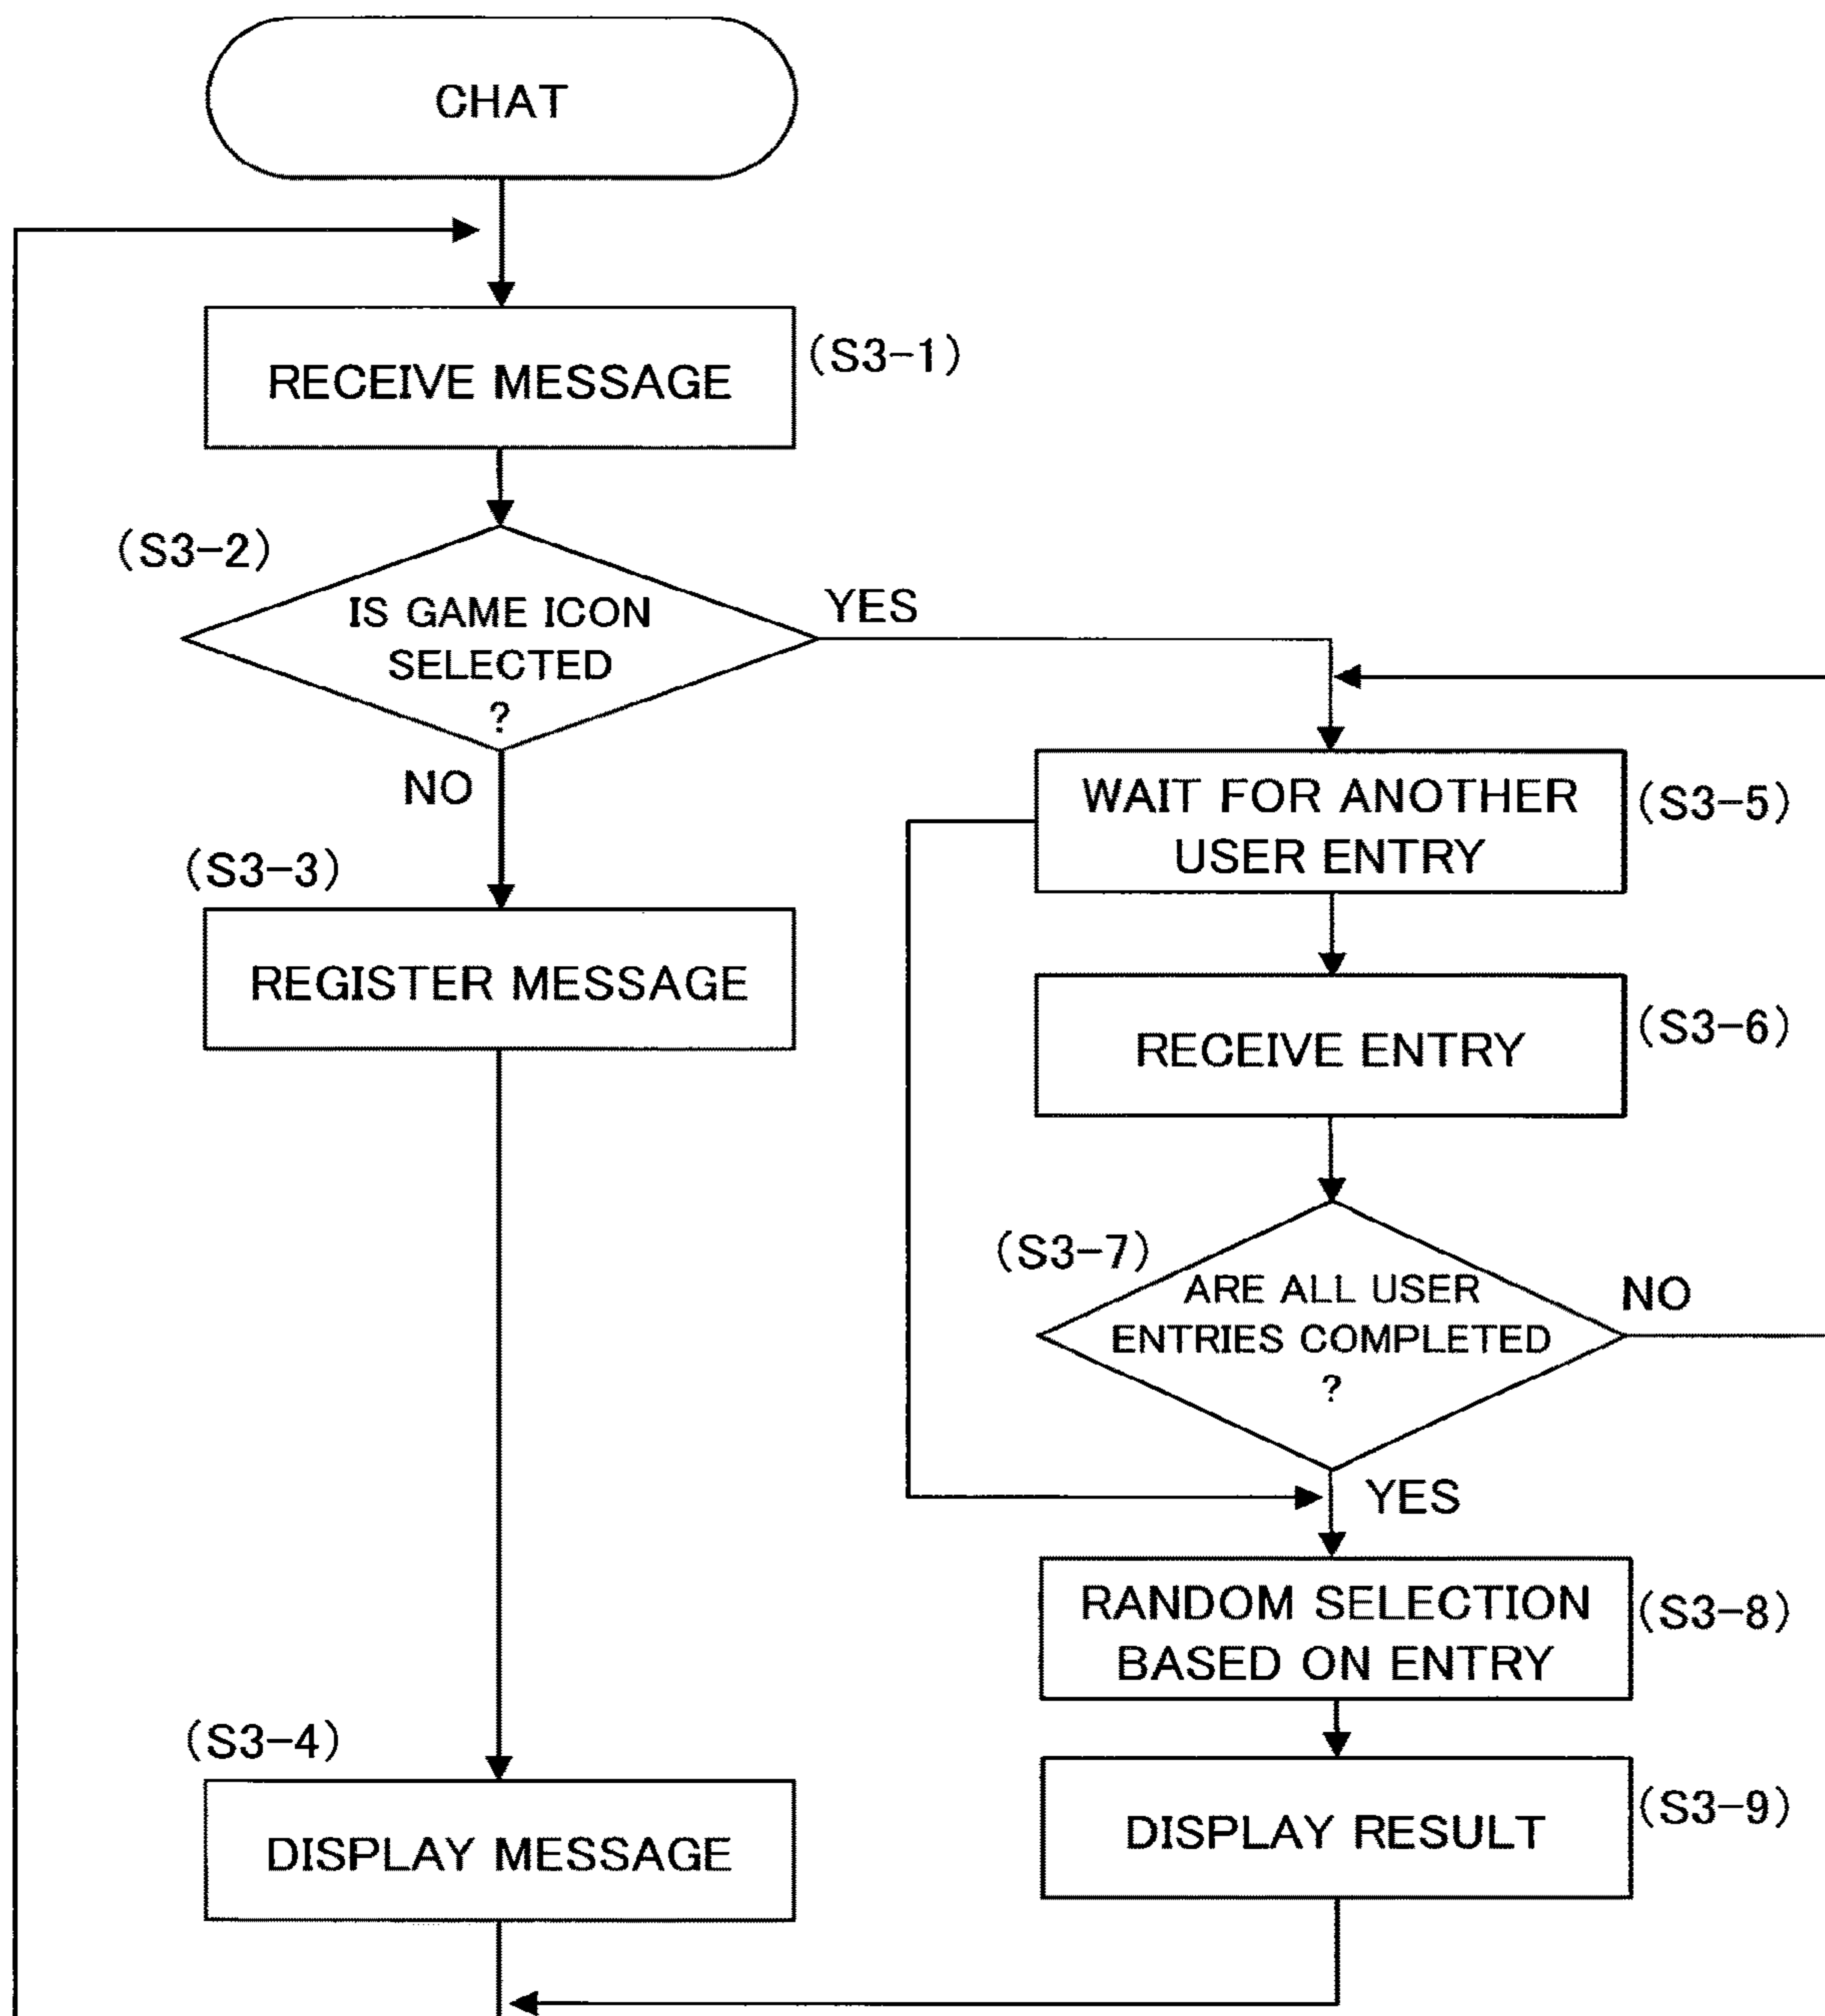 CHAT
RECEIVE MESSAGE
(S3-1)
(S3-2)
IS GAME ICON
SELECTED
?
YES
NO
(S3-3)
REGISTER MESSAGE
(S3-4)
DISPLAY MESSAGE
WAIT FOR ANOTHER
USER ENTRY
(S3-5)
RECEIVE ENTRY
(S3-6)
(S3-7)
ARE ALL USER
ENTRIES COMPLETED
?
NO
YES
RANDOM SELECTION
BASED ON ENTRY
(S3-8)
DISPLAY RESULT
(S3-9)